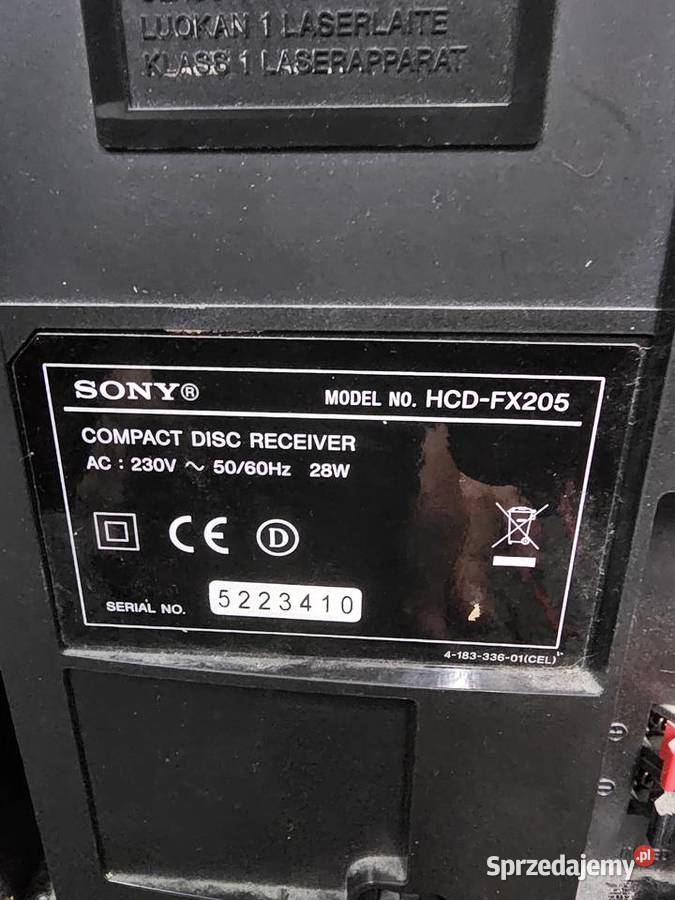 LUOKAN 1 LASERLAITE
KLASS 1 LASERAPPARAT
SONY® MODEL NO. HCD-FX205
COMPACT DISC RECEIVER
AC : 230V ~ 50/60Hz 28W
CE D
SERIAL NO. 5223410
4-183-336-01(CEL)
Sprzedajemy.pl